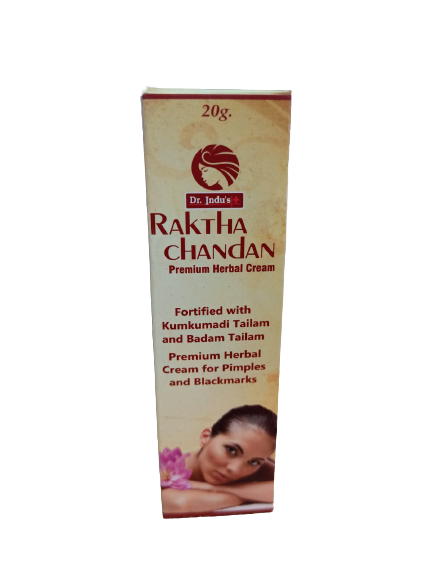 20g.
Dr. Indu's
RAKTHA
CHANDAN
Premium Herbal Cream
Fortified with
Kumkumadi Tailam
and Badam Tailam
Premium Herbal
Cream for Pimples
and Blackmarks